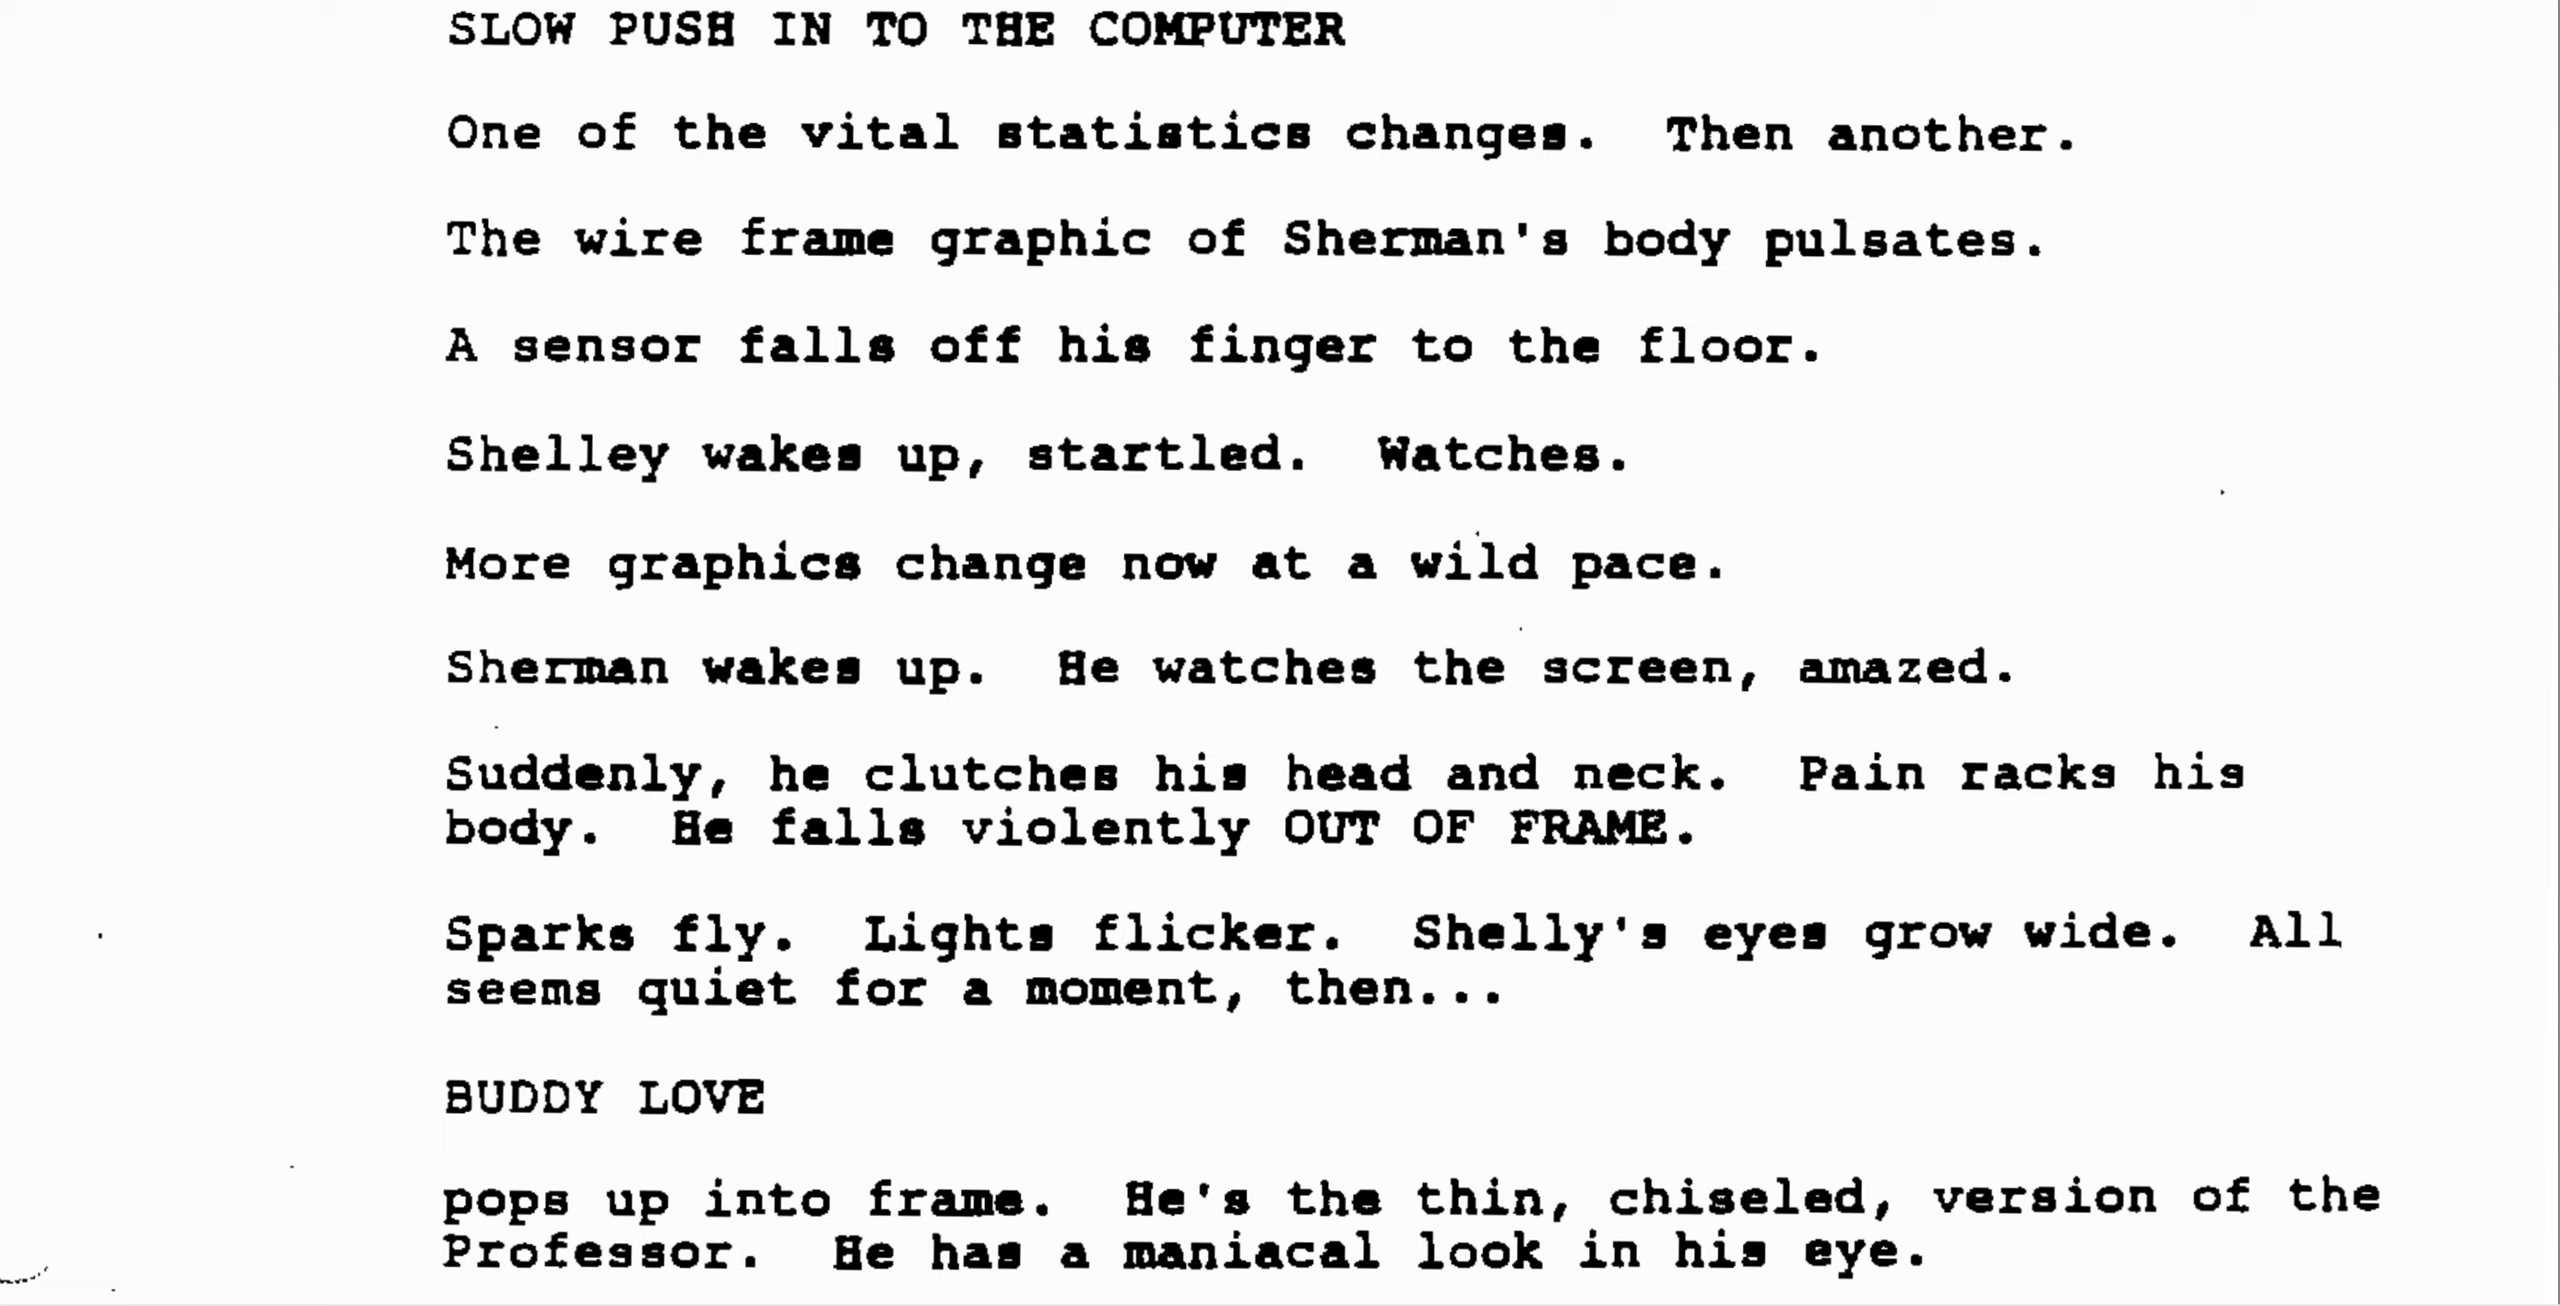 SLOW PUSH IN TO THE COMPUTER
One of the vital statistics changes.  Then another.
The wire frame graphic of Sherman's body pulsates.
A sensor falls off his finger to the floor.
Shelley wakes up, startled.  Watches.
More graphics change now at a wild pace.
Sherman wakes up.  He watches the screen, amazed.
Suddenly, he clutches his head and neck.  Pain racks his
body.  He falls violently OUT OF FRAME.
Sparks fly.  Lights flicker.  Shelly's eyes grow wide.  All
seems quiet for a moment, then...
BUDDY LOVE
pops up into frame.  He's the thin, chiseled, version of the
Professor.  He has a maniacal look in his eye.